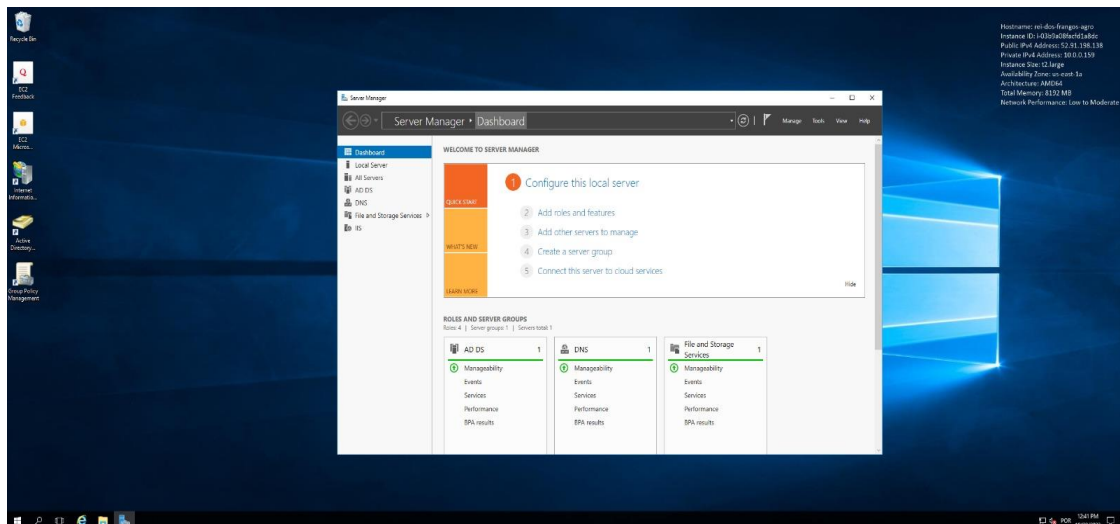 Recycle Bin
EC2
Feedback
EC2
Micros...
Internet
Informatio...
Active
Directory...
Group Policy
Management
Hostname: rei-dos-frangos-agro
Instance ID: i-03b9a08facfd1a8dc
Public IPv4 Address: 52.91.198.138
Private IPv4 Address: 10.0.0.159
Instance Size: t2.large
Availability Zone: us-east-1a
Architecture: AMD64
Total Memory: 8192 MB
Network Performance: Low to Moderate
Server Manager
Server Manager • Dashboard
Manage Tools View Help
Dashboard
Local Server
All Servers
AD DS
DNS
File and Storage Services
IIS
WELCOME TO SERVER MANAGER
QUICK START
WHAT'S NEW
LEARN MORE
1 Configure this local server
2 Add roles and features
3 Add other servers to manage
4 Create a server group
5 Connect this server to cloud services
Hide
ROLES AND SERVER GROUPS
Roles: 4 | Server groups: 1 | Servers total: 1
AD DS 1
Manageability
Events
Services
Performance
BPA results
DNS 1
Manageability
Events
Services
Performance
BPA results
File and Storage
Services 1
Manageability
Events
Services
Performance
BPA results
POR
12:41 PM